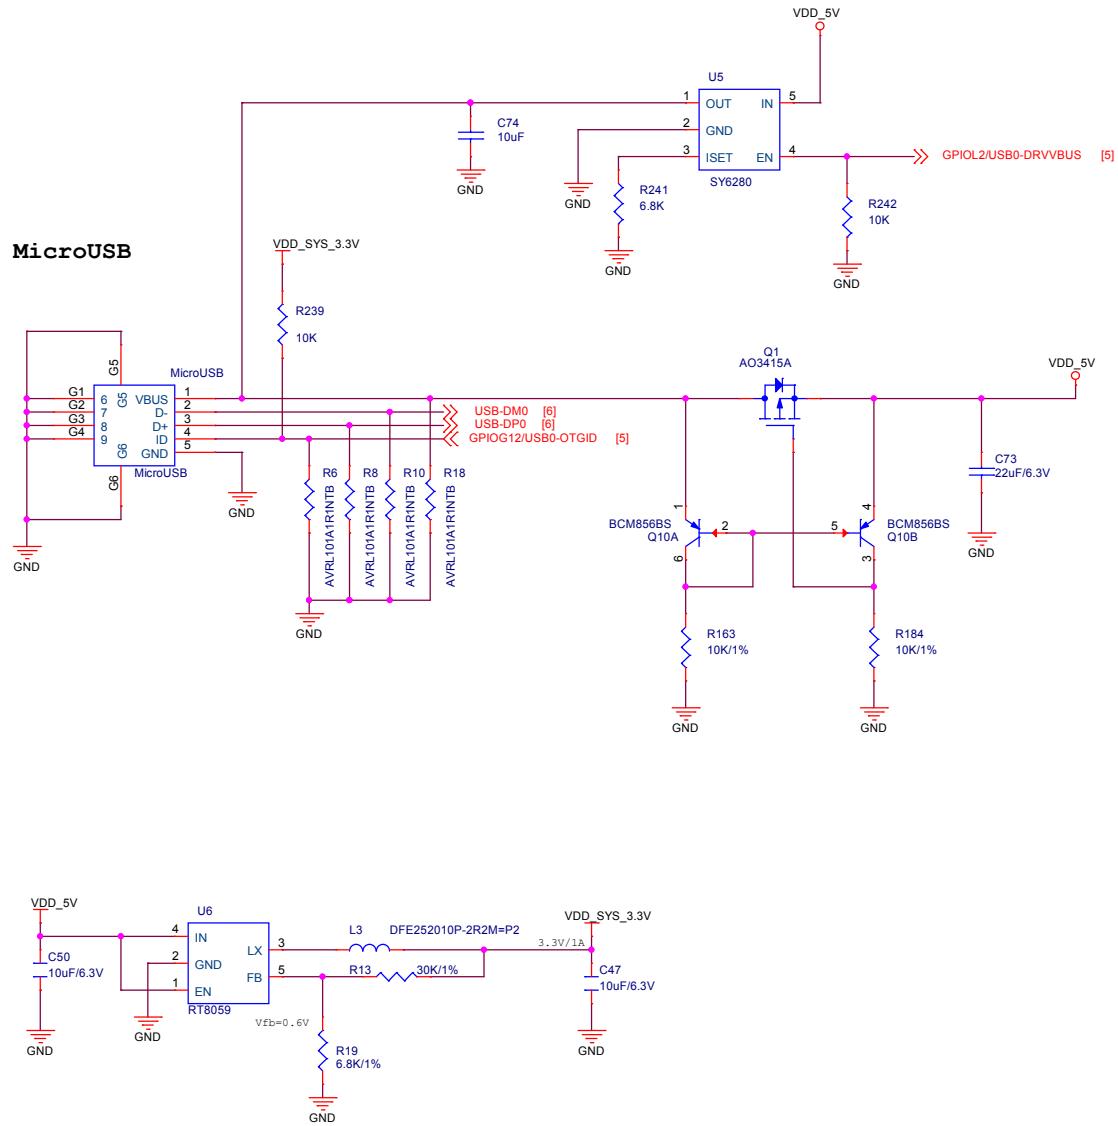 VDD_5V
U5
1 OUT IN 5
2 GND
3 ISET EN 4
SY6280
C74
10uF
GND
GND
R241
6.8K
GND
GPIOL2/USB0-DRVVBUS [5]
R242
10K
GND
MicroUSB
VDD_SYS_3.3V
R239
10K
MicroUSB
G5
G5
G1 6 VBUS 1
G2 7 D- 2
G3 8 D+ 3
G4 9 ID 4
GND 5
G6
G6
MicroUSB
GND
GND
USB-DM0 [6]
USB-DP0 [6]
GPIOG12/USB0-OTGID [5]
R6
AVRL101A1R1NTB
R8
AVRL101A1R1NTB
R10
AVRL101A1R1NTB
R18
AVRL101A1R1NTB
GND
Q1
AO3415A
VDD_5V
C73
22uF/6.3V
GND
1
BCM856BS
Q10A
2
6
4
5
BCM856BS
Q10B
3
R163
10K/1%
GND
R184
10K/1%
GND
VDD_5V
C50
10uF/6.3V
GND
U6
4 IN
2 GND
1 EN
LX 3
FB 5
RT8059
GND
L3 DFE252010P-2R2M=P2
R13 30K/1%
Vfb=0.6V
R19
6.8K/1%
GND
VDD_SYS_3.3V
3.3V/1A
C47
10uF/6.3V
GND